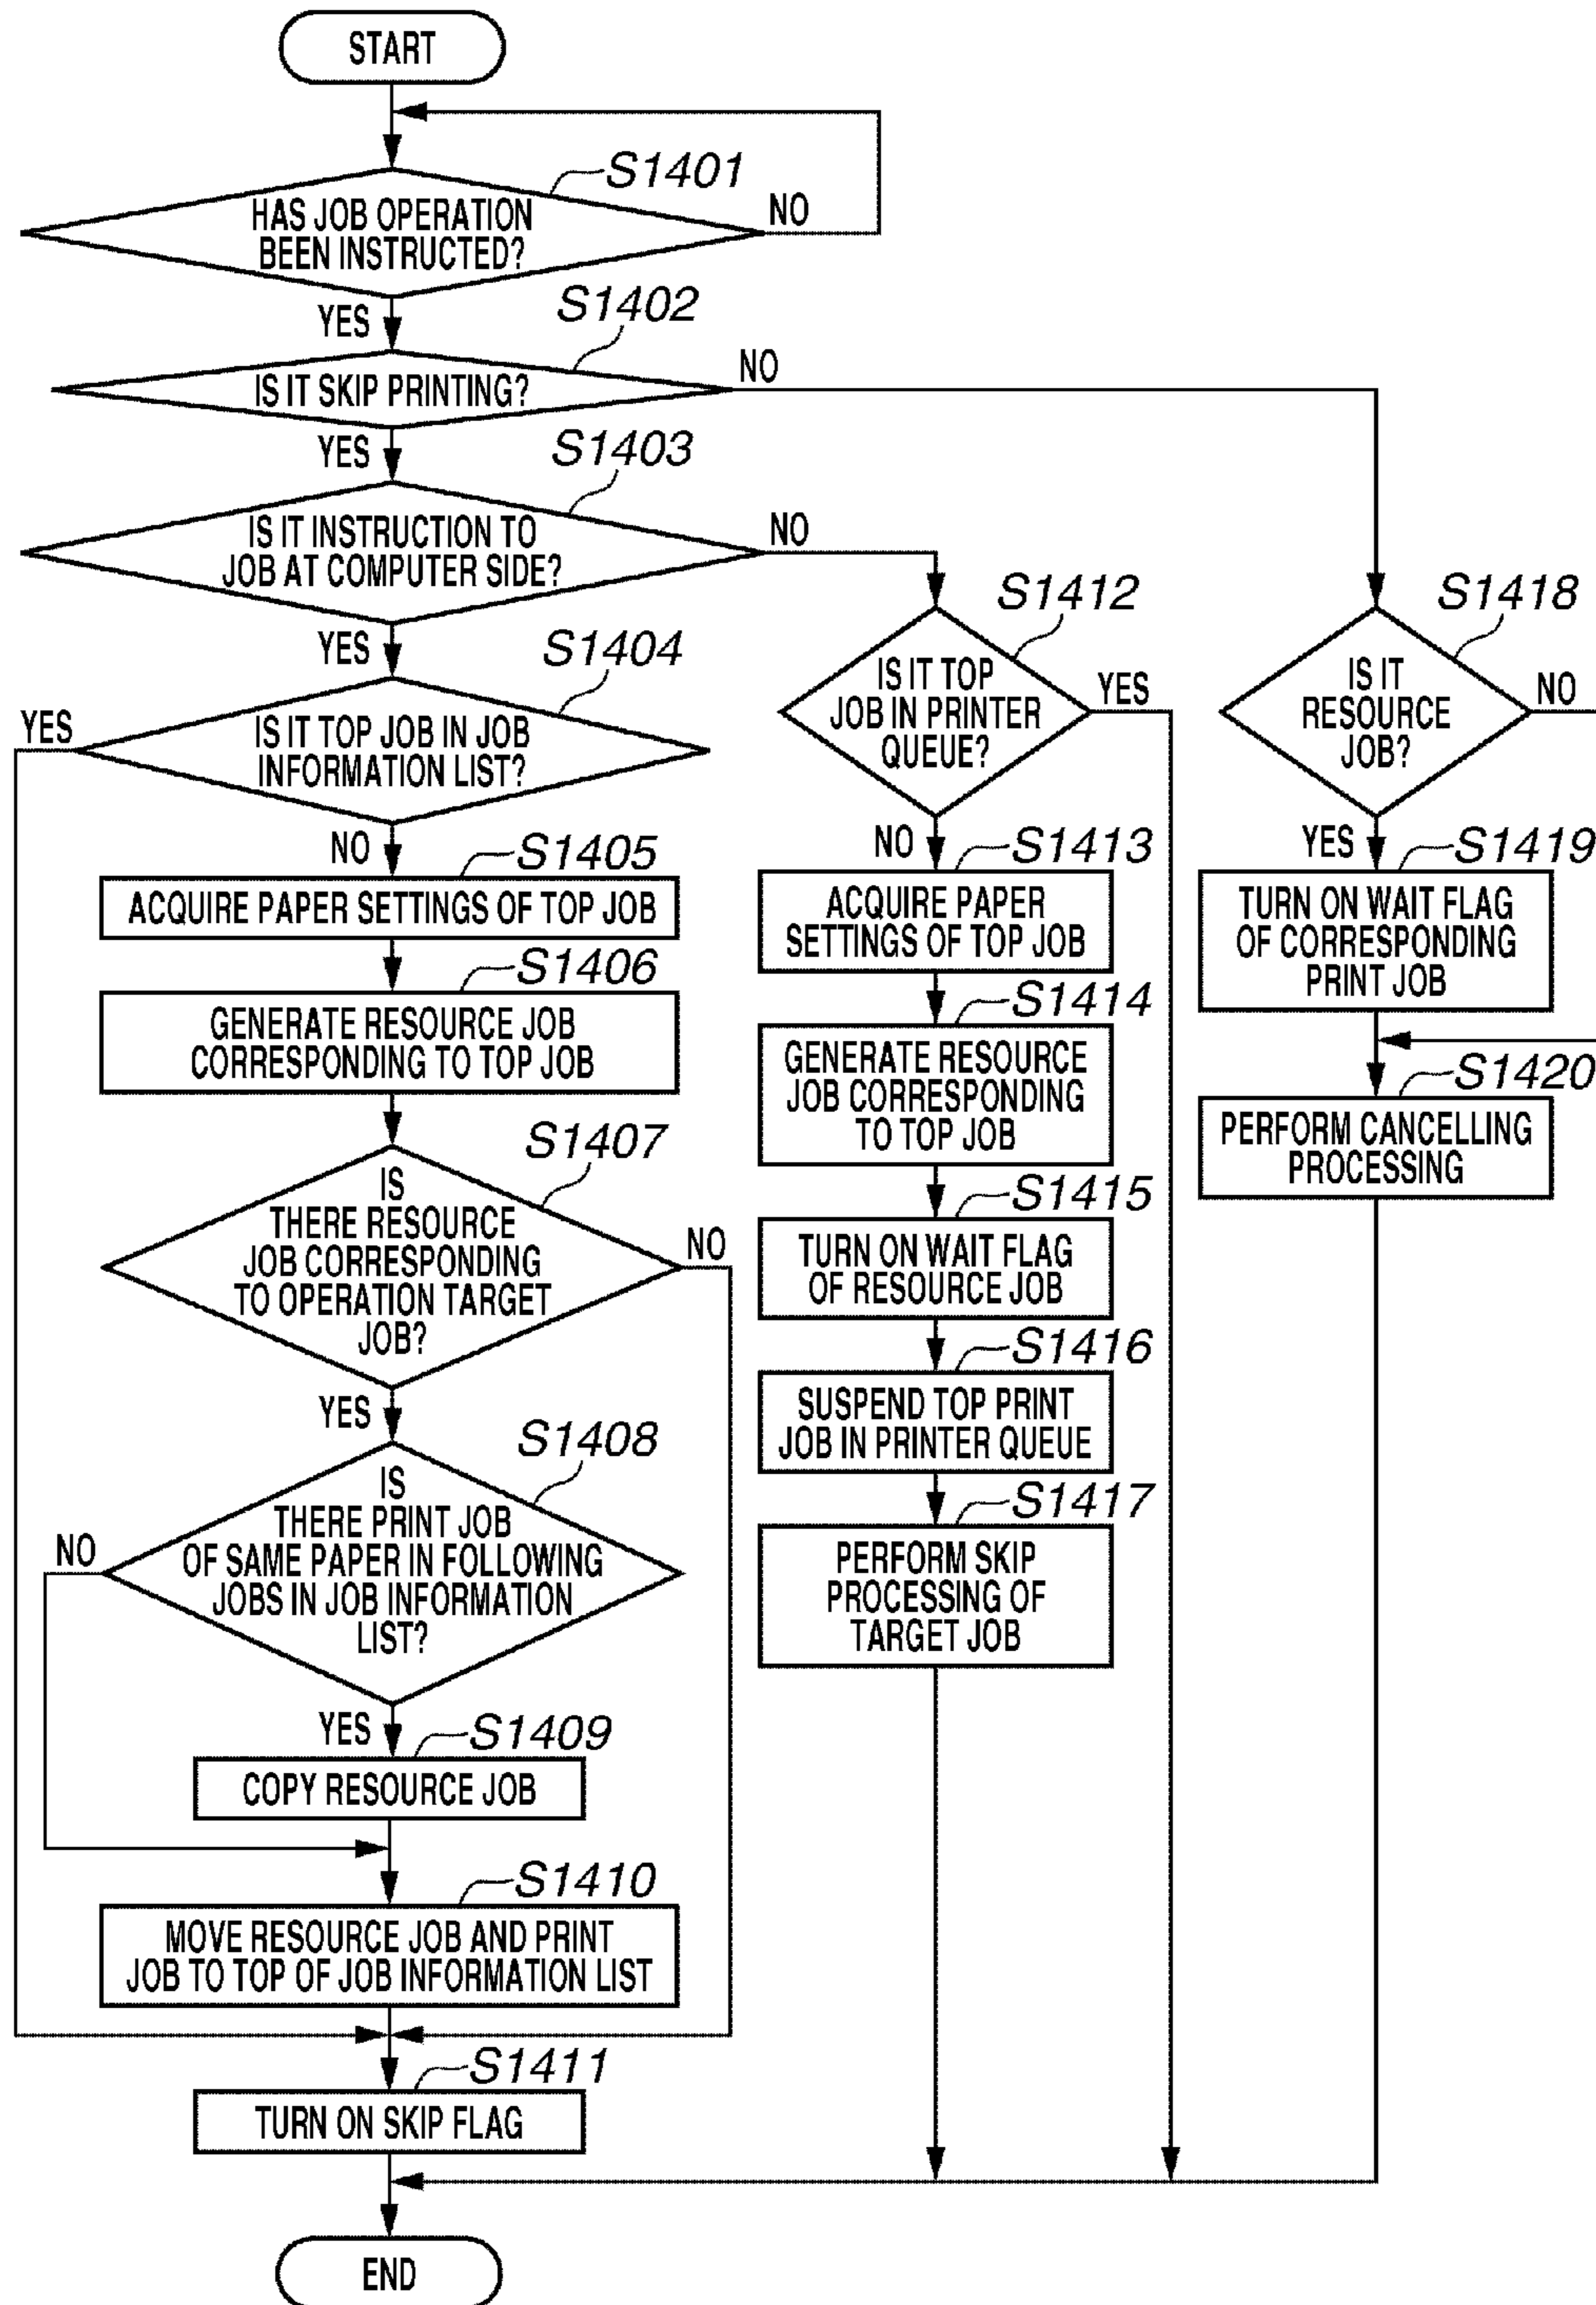 START
S1401
HAS JOB OPERATION
BEEN INSTRUCTED?
NO
YES
S1402
IS IT SKIP PRINTING?
NO
YES
S1403
IS IT INSTRUCTION TO
JOB AT COMPUTER SIDE?
NO
YES
S1404
IS IT TOP JOB IN JOB
INFORMATION LIST?
YES
NO
S1405
ACQUIRE PAPER SETTINGS OF TOP JOB
S1406
GENERATE RESOURCE JOB
CORRESPONDING TO TOP JOB
S1407
IS
THERE RESOURCE
JOB CORRESPONDING
TO OPERATION TARGET
JOB?
NO
YES
S1408
IS
THERE PRINT JOB
OF SAME PAPER IN FOLLOWING
JOBS IN JOB INFORMATION
LIST?
NO
YES
S1409
COPY RESOURCE JOB
S1410
MOVE RESOURCE JOB AND PRINT
JOB TO TOP OF JOB INFORMATION LIST
S1411
TURN ON SKIP FLAG
END
S1412
IS IT TOP
JOB IN PRINTER
QUEUE?
YES
NO
S1413
ACQUIRE PAPER
SETTINGS OF TOP JOB
S1414
GENERATE RESOURCE
JOB CORRESPONDING
TO TOP JOB
S1415
TURN ON WAIT FLAG
OF RESOURCE JOB
S1416
SUSPEND TOP PRINT
JOB IN PRINTER QUEUE
S1417
PERFORM SKIP
PROCESSING OF
TARGET JOB
S1418
IS IT
RESOURCE
JOB?
NO
YES
S1419
TURN ON WAIT FLAG
OF CORRESPONDING
PRINT JOB
S1420
PERFORM CANCELLING
PROCESSING